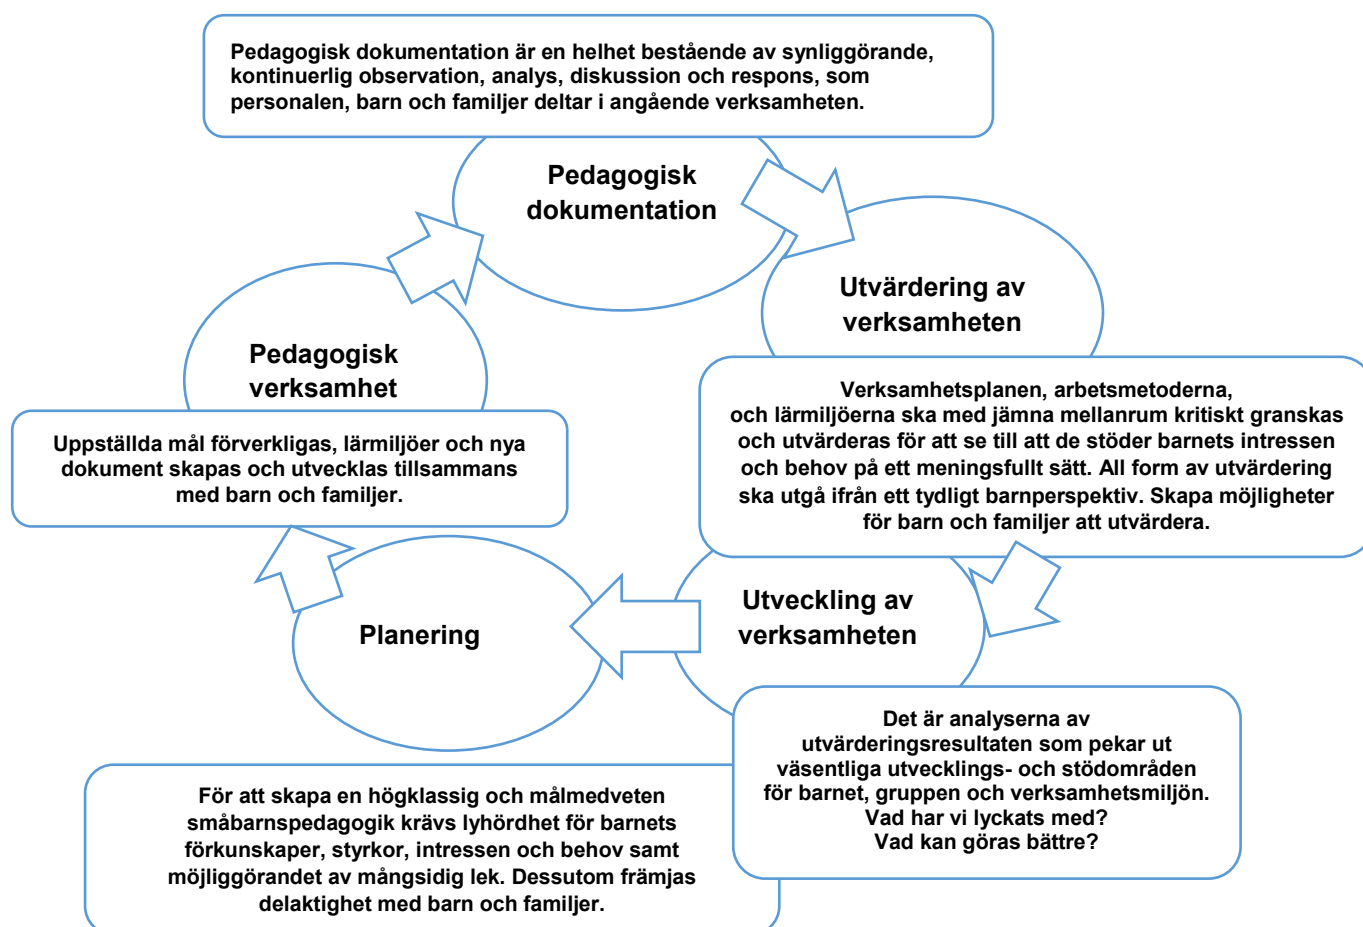 Pedagogisk dokumentation är en helhet bestående av synliggörande,
kontinuerlig observation, analys, diskussion och respons, som
personalen, barn och familjer deltar i angående verksamheten.
Pedagogisk
dokumentation
Utvärdering av
verksamheten
Verksamhetsplanen, arbetsmetoderna,
och lärmiljöerna ska med jämna mellanrum kritiskt granskas
och utvärderas för att se till att de stöder barnets intressen
och behov på ett meningsfullt sätt. All form av utvärdering
ska utgå ifrån ett tydligt barnperspektiv. Skapa möjligheter
för barn och familjer att utvärdera.
Utveckling av
verksamheten
Det är analyserna av
utvärderingsresultaten som pekar ut
väsentliga utvecklings- och stödområden
för barnet, gruppen och verksamhetsmiljön.
Vad har vi lyckats med?
Vad kan göras bättre?
Planering
För att skapa en högklassig och målmedveten
småbarnspedagogik krävs lyhördhet för barnets
förkunskaper, styrkor, intressen och behov samt
möjliggörandet av mångsidig lek. Dessutom främjas
delaktighet med barn och familjer.
Pedagogisk
verksamhet
Uppställda mål förverkligas, lärmiljöer och nya
dokument skapas och utvecklas tillsammans
med barn och familjer.